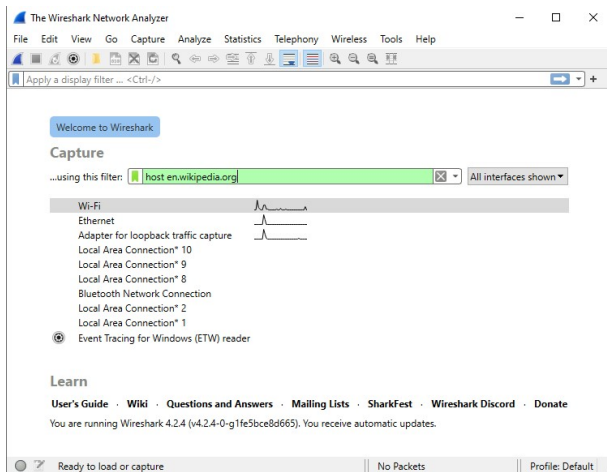 The Wireshark Network Analyzer
File Edit View Go Capture Analyze Statistics Telephony Wireless Tools Help
Apply a display filter ... <Ctrl-/>
Welcome to Wireshark
Capture
...using this filter: host en.wikipedia.org All interfaces shown
Wi-Fi
Ethernet
Adapter for loopback traffic capture
Local Area Connection* 10
Local Area Connection* 9
Local Area Connection* 8
Bluetooth Network Connection
Local Area Connection* 2
Local Area Connection* 1
Event Tracing for Windows (ETW) reader
Learn
User's Guide · Wiki · Questions and Answers · Mailing Lists · SharkFest · Wireshark Discord · Donate
You are running Wireshark 4.2.4 (v4.2.4-0-g1fe5bce8d665). You receive automatic updates.
Ready to load or capture No Packets Profile: Default